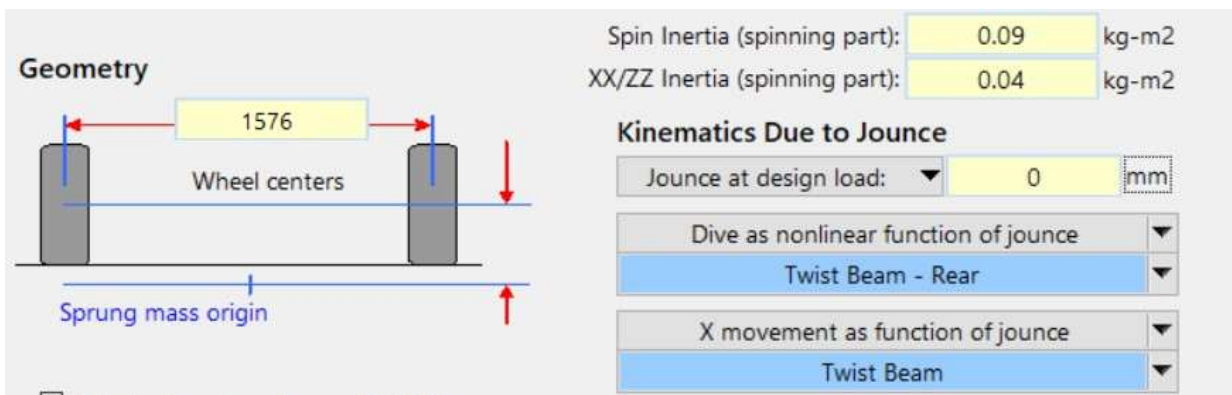 Spin Inertia (spinning part): 0.09 kg-m2
XX/ZZ Inertia (spinning part): 0.04 kg-m2
Geometry
1576
Wheel centers
Sprung mass origin
Kinematics Due to Jounce
Jounce at design load: 0 mm
Dive as nonlinear function of jounce
Twist Beam - Rear
X movement as function of jounce
Twist Beam